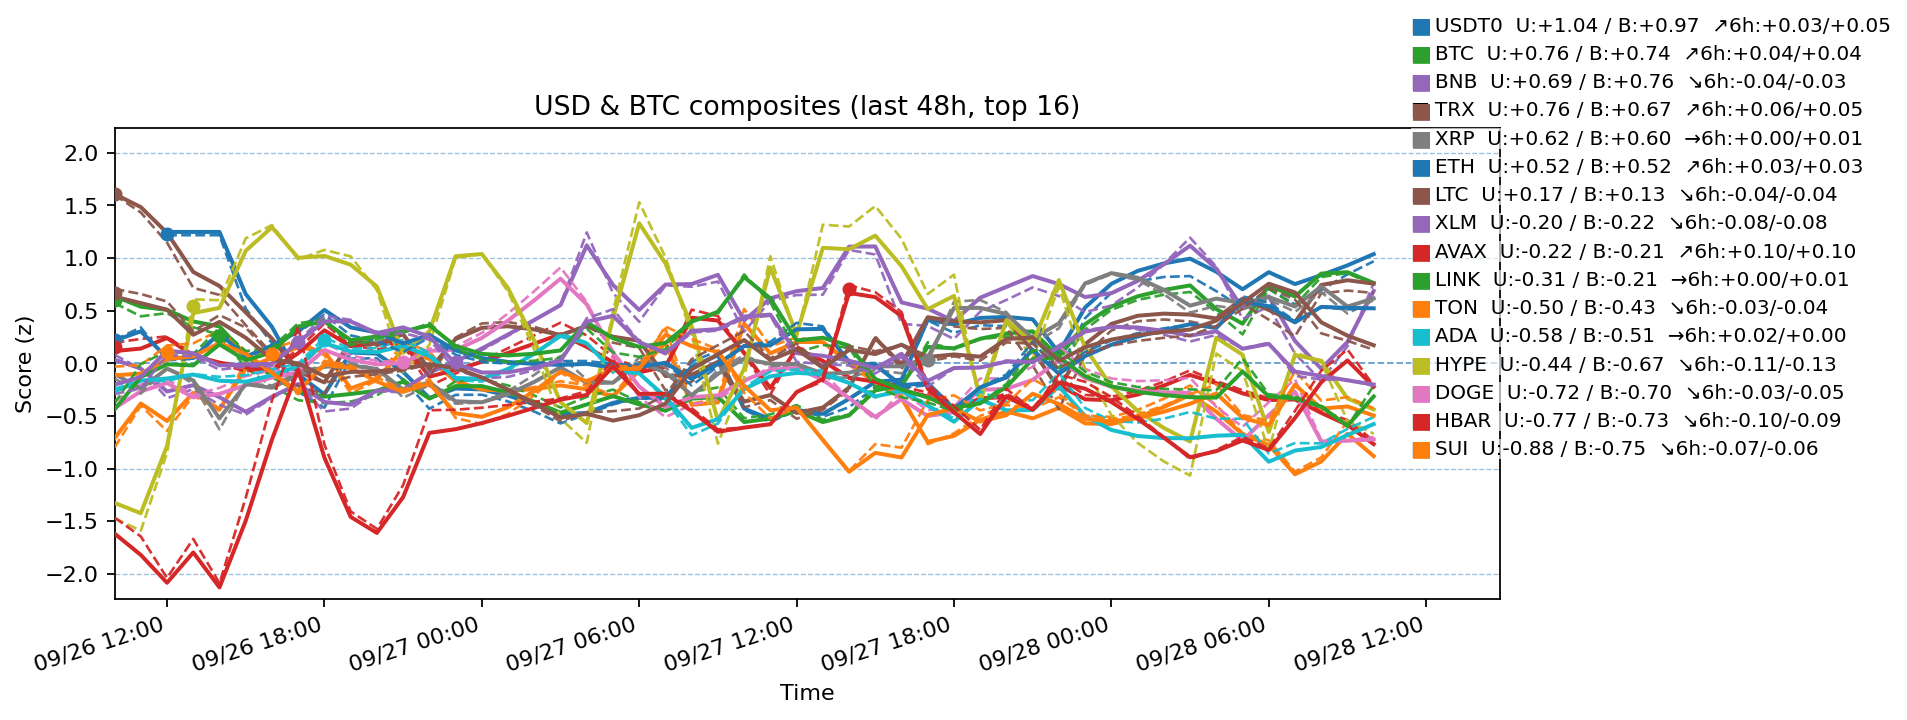 USDT0 U:+1.04 / B:+0.97 ↗6h:+0.03/+0.05
BTC U:+0.76 / B:+0.74 ↗6h:+0.04/+0.04
BNB U:+0.69 / B:+0.76 ↘6h:-0.04/-0.03
TRX U:+0.76 / B:+0.67 ↗6h:+0.06/+0.05
XRP U:+0.62 / B:+0.60 →6h:+0.00/+0.01
ETH U:+0.52 / B:+0.52 ↗6h:+0.03/+0.03
LTC U:+0.17 / B:+0.13 ↘6h:-0.04/-0.04
XLM U:-0.20 / B:-0.22 ↘6h:-0.08/-0.08
AVAX U:-0.22 / B:-0.21 ↗6h:+0.10/+0.10
LINK U:-0.31 / B:-0.21 →6h:+0.00/+0.01
TON U:-0.50 / B:-0.43 ↘6h:-0.03/-0.04
ADA U:-0.58 / B:-0.51 →6h:+0.02/+0.00
HYPE U:-0.44 / B:-0.67 ↘6h:-0.11/-0.13
DOGE U:-0.72 / B:-0.70 ↘6h:-0.03/-0.05
HBAR U:-0.77 / B:-0.73 ↘6h:-0.10/-0.09
SUI U:-0.88 / B:-0.75 ↘6h:-0.07/-0.06
USD & BTC composites (last 48h, top 16)
Score (z)
2.0
1.5
1.0
0.5
0.0
−0.5
−1.0
−1.5
−2.0
09/26 12:00
09/26 18:00
09/27 00:00
09/27 06:00
09/27 12:00
09/27 18:00
09/28 00:00
09/28 06:00
09/28 12:00
Time